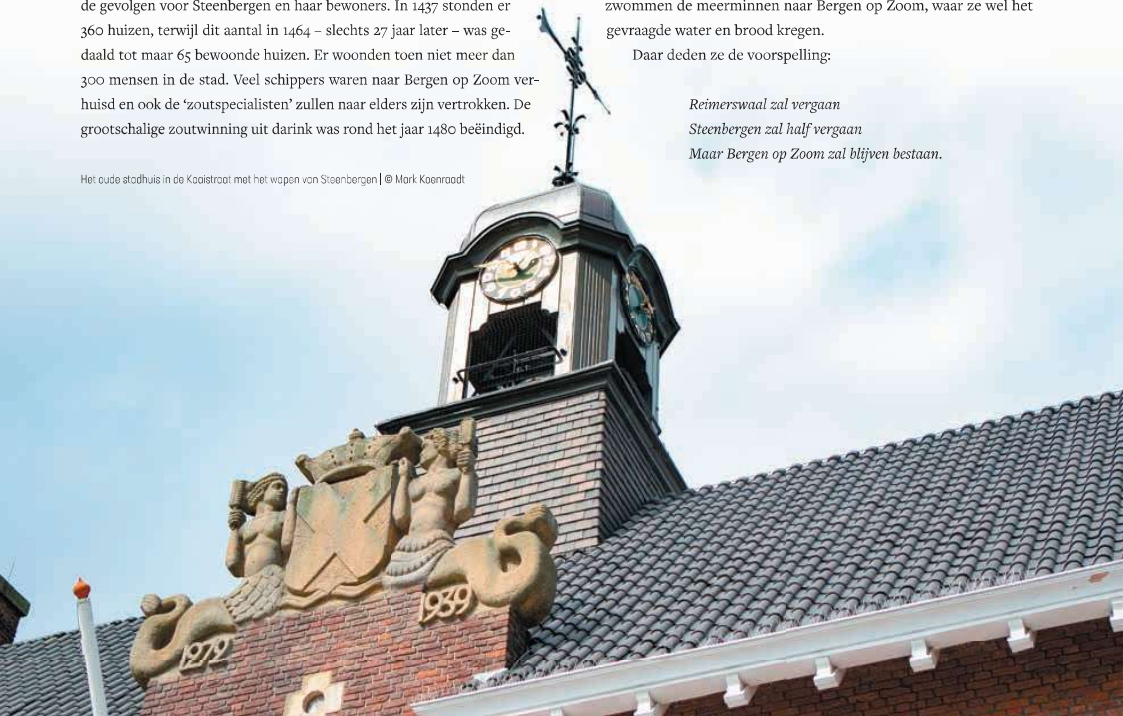 de gevolgen voor Steenbergen en haar bewoners. In 1437 stonden er
360 huizen, terwijl dit aantal in 1464 – slechts 27 jaar later – was ge-
daald tot maar 65 bewoonde huizen. Er woonden toen niet meer dan
300 mensen in de stad. Veel schippers waren naar Bergen op Zoom ver-
huisd en ook de ‘zoutspecialisten’ zullen naar elders zijn vertrokken. De
grootschalige zoutwinning uit darink was rond het jaar 1480 beëindigd.
Het oude stadhuis in de Kaaistraat met het wapen van Steenbergen | © Mark Koenraadt
zwommen de meerminnen naar Bergen op Zoom, waar ze wel het
gevraagde water en brood kregen.
Daar deden ze de voorspelling:
Reimerswaal zal vergaan
Steenbergen zal half vergaan
Maar Bergen op Zoom zal blijven bestaan.
1272
1939